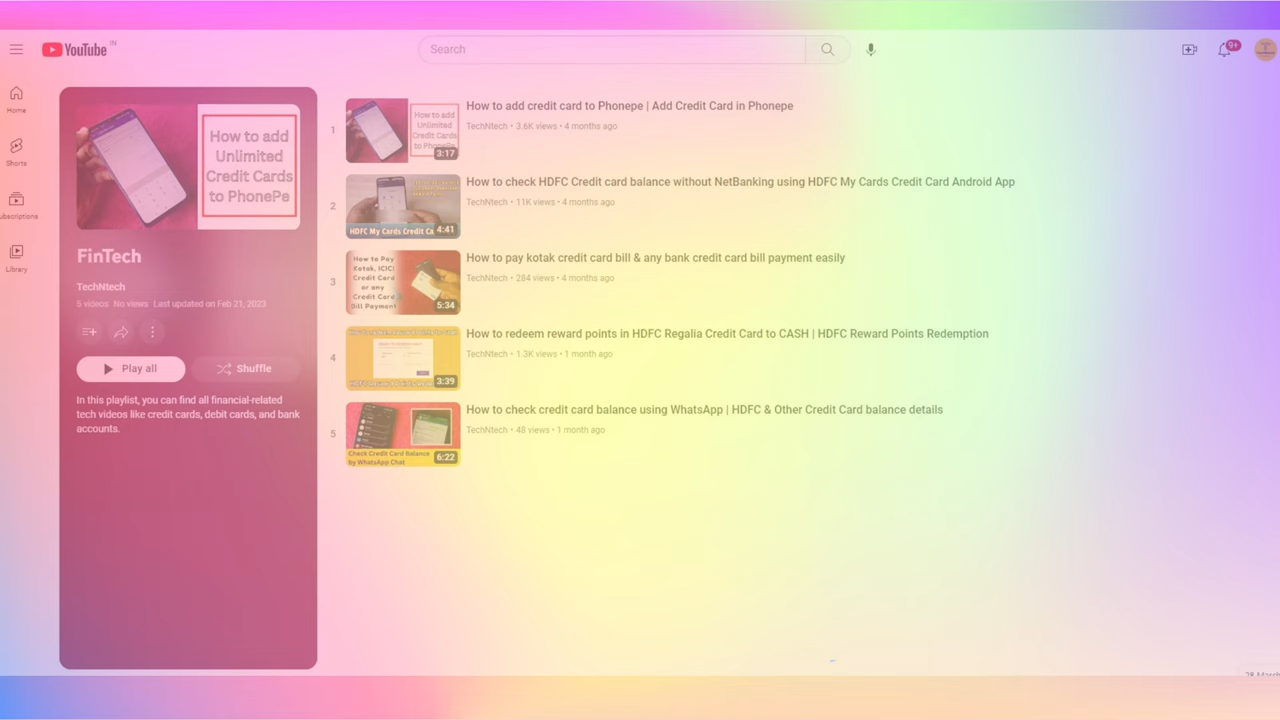 YouTube IN
Search
9+
Home
Shorts
ubscriptions
Library
How to add
Unlimited
Credit Cards
to PhonePe
FinTech
TechNtech
5 videos No views Last updated on Feb 21, 2023
Play all
Shuffle
In this playlist, you can find all financial-related
tech videos like credit cards, debit cards, and bank
accounts.
1
How to add
Unlimited
Credit Cards
to PhonePe
3:17
How to add credit card to Phonepe | Add Credit Card in Phonepe
TechNtech • 3.6K views • 4 months ago
2
HDFC My Cards Credit Ca
4:41
How to check HDFC Credit card balance without NetBanking using HDFC My Cards Credit Card Android App
TechNtech • 11K views • 4 months ago
3
How to Pay
Kotak, ICICI
Credit Card
or any
Credit Card
Bill Payment
5:34
How to pay kotak credit card bill & any bank credit card bill payment easily
TechNtech • 284 views • 4 months ago
4
3:39
How to redeem reward points in HDFC Regalia Credit Card to CASH | HDFC Reward Points Redemption
TechNtech • 1.3K views • 1 month ago
5
Check Credit Card Balance
by WhatsApp Chat
6:22
How to check credit card balance using WhatsApp | HDFC & Other Credit Card balance details
TechNtech • 48 views • 1 month ago